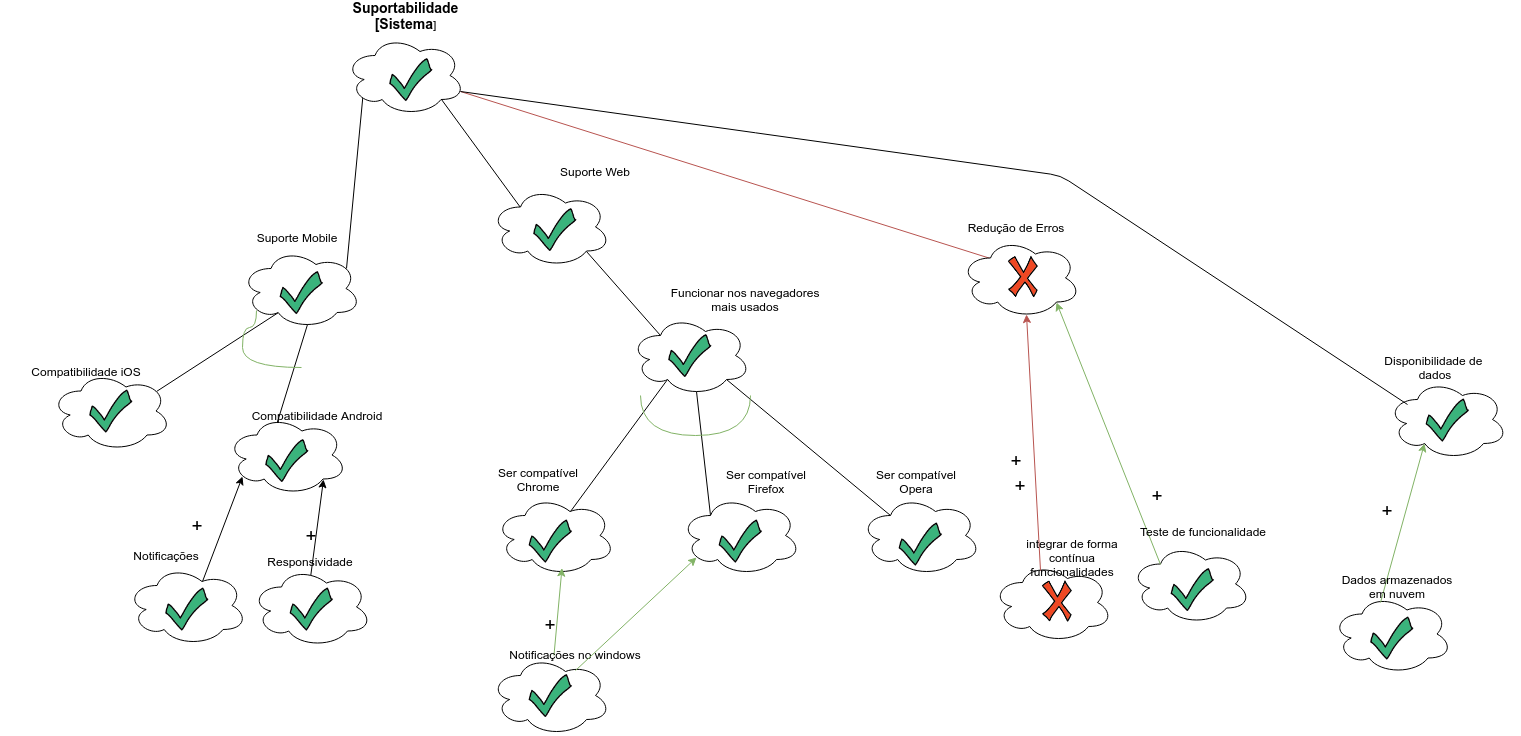 Suportabilidade
[Sistema]
Suporte Web
Redução de Erros
Suporte Mobile
Funcionar nos navegadores
mais usados
Disponibilidade de
dados
Compatibilidade iOS
Compatibilidade Android
Ser compatível
Chrome
Ser compatível
Firefox
Ser compatível
Opera
+
+
+
+
+
+
Notificações
Responsividade
+
integrar de forma
contínua
funcionalidades
Teste de funcionalidade
Dados armazenados
em nuvem
+
Notificações no windows